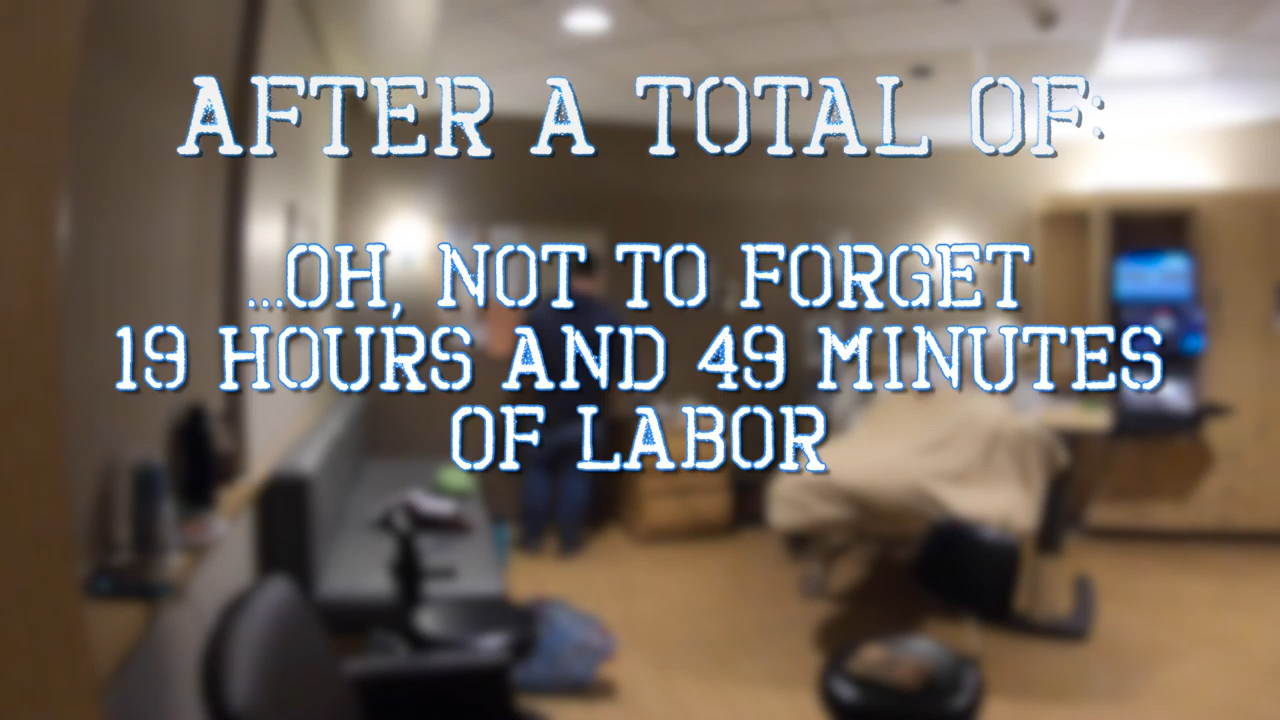 AFTER A TOTAL OF:
...OH, NOT TO FORGET
19 HOURS AND 49 MINUTES
OF LABOR